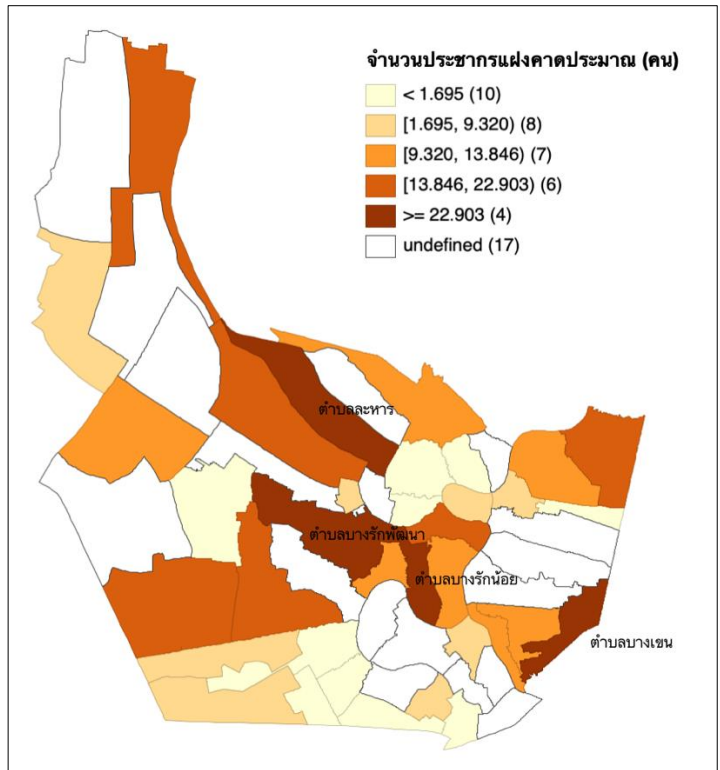 จำนวนประชากรแฝงคาดประมาณ (คน)
< 1.695 (10)
[1.695, 9.320) (8)
[9.320, 13.846) (7)
[13.846, 22.903) (6)
>= 22.903 (4)
undefined (17)
ตำบลละหาร
ตำบลบางรักพัฒนา
ตำบลบางรักน้อย
ตำบลบางเขน